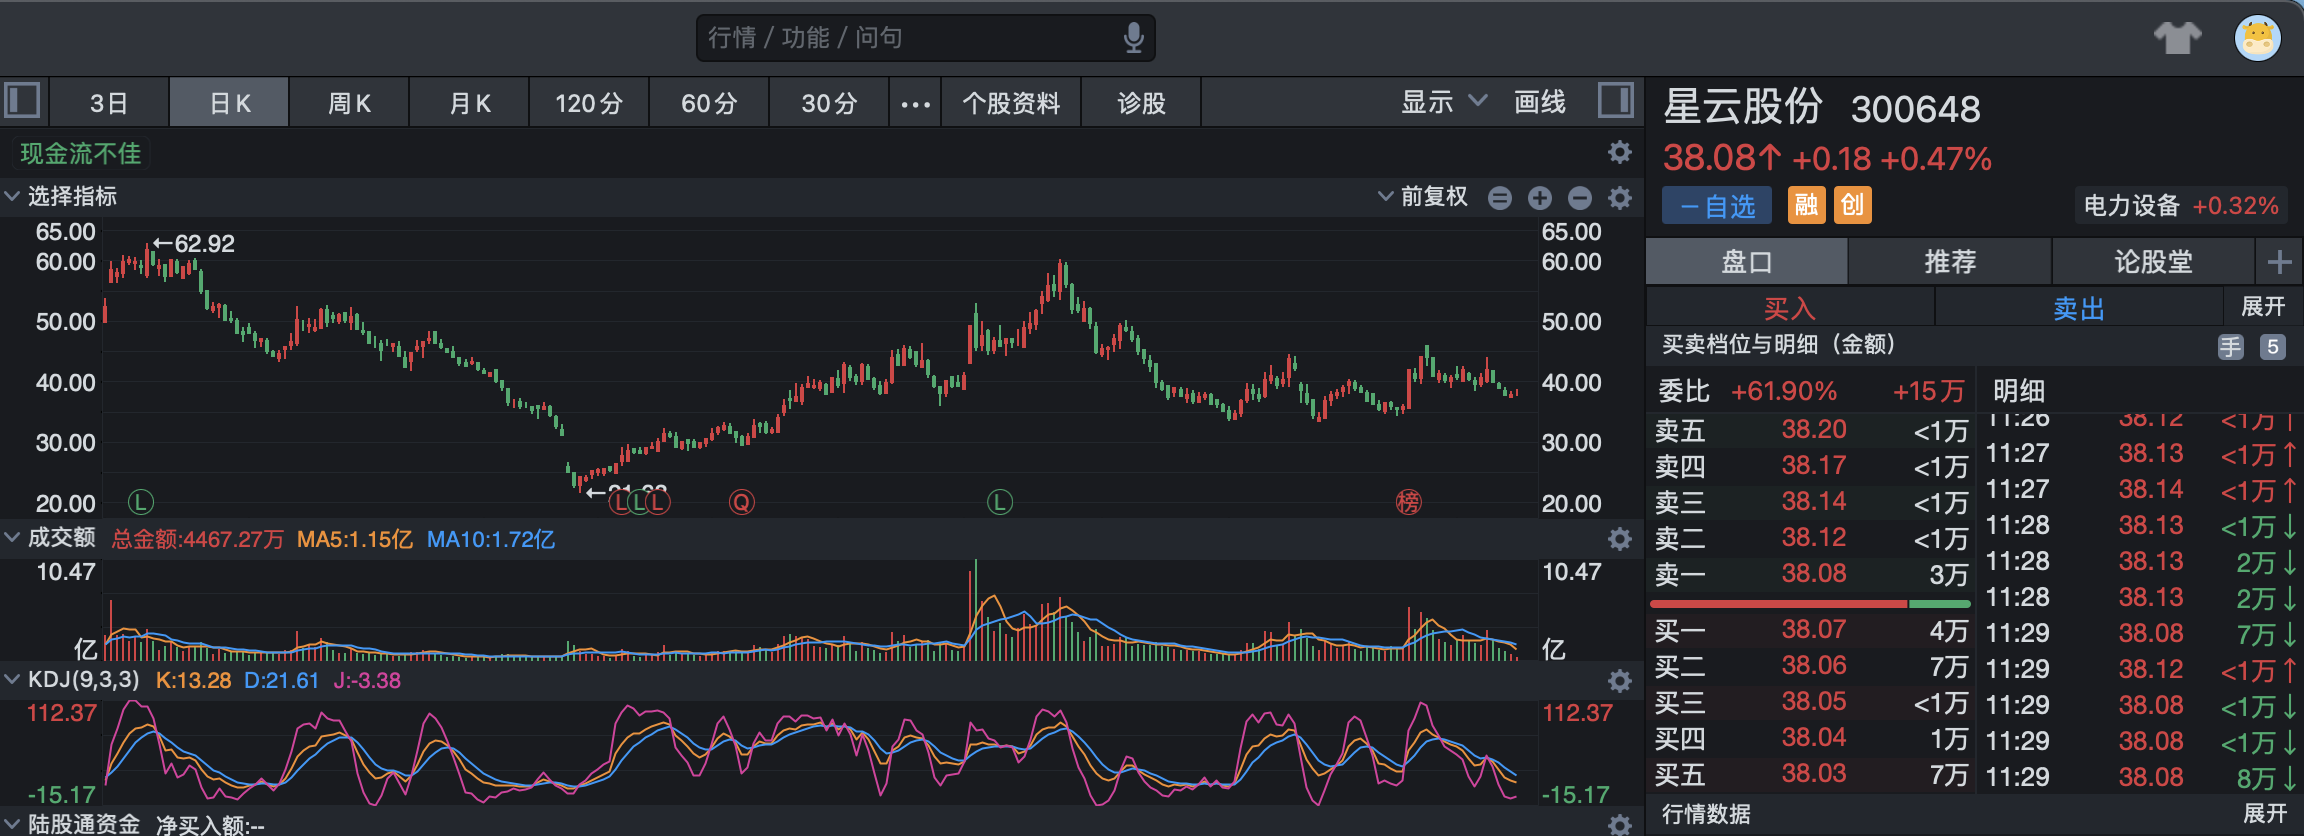 行情 / 功能 / 问句
3日 日K 周K 月K 120分 60分 30分 ... 个股资料 诊股 显示 画线
现金流不佳
选择指标 前复权
65.00 65.00
←62.92
60.00 60.00
50.00 50.00
40.00 40.00
30.00 30.00
20.00 L L L L Q L 榜 20.00
成交额 总金额:4467.27万 MA5:1.15亿 MA10:1.72亿
10.47 10.47
亿 亿
KDJ(9,3,3) K:13.28 D:21.61 J:-3.38
112.37 112.37
-15.17 -15.17
陆股通资金 净买入额:--
星云股份 300648
38.08↑ +0.18 +0.47%
－自选 融 创 电力设备 +0.32%
盘口 推荐 论股堂 +
买入 卖出 展开
买卖档位与明细（金额） 手 5
委比 +61.90% +15万
卖五 38.20 <1万
卖四 38.17 <1万
卖三 38.14 <1万
卖二 38.12 <1万
卖一 38.08 3万
买一 38.07 4万
买二 38.06 7万
买三 38.05 <1万
买四 38.04 1万
买五 38.03 7万
明细
11:26 38.12 <1万↑
11:27 38.13 <1万↑
11:27 38.14 <1万↑
11:28 38.13 <1万↓
11:28 38.13 2万↓
11:28 38.13 2万↓
11:29 38.08 7万↓
11:29 38.12 <1万↑
11:29 38.08 <1万↓
11:29 38.08 <1万↓
11:29 38.08 8万↓
行情数据 展开